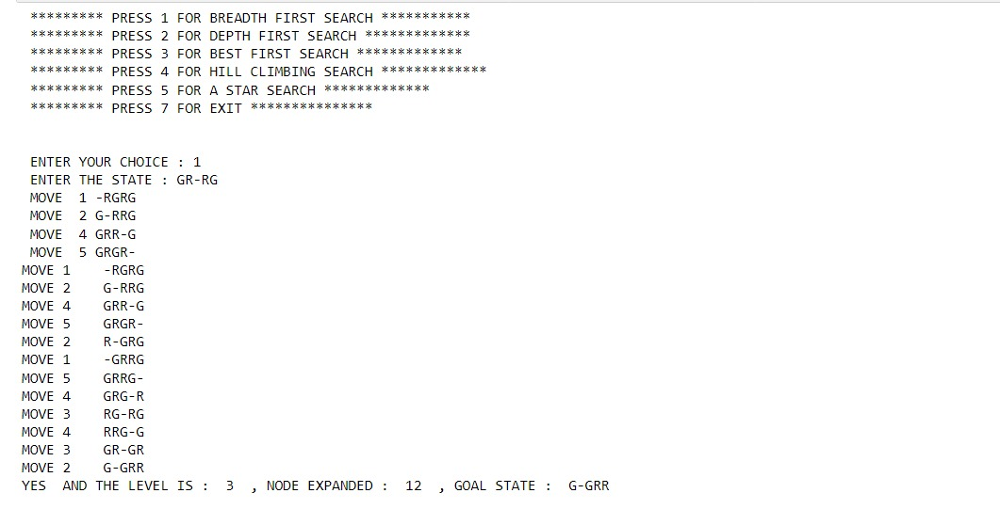 ********* PRESS 1 FOR BREADTH FIRST SEARCH ***********
********* PRESS 2 FOR DEPTH FIRST SEARCH *************
********* PRESS 3 FOR BEST FIRST SEARCH *************
********* PRESS 4 FOR HILL CLIMBING SEARCH *************
********* PRESS 5 FOR A STAR SEARCH *************
********* PRESS 7 FOR EXIT ***************
ENTER YOUR CHOICE : 1
ENTER THE STATE : GR-RG
MOVE  1 -RGRG
MOVE  2 G-RRG
MOVE  4 GRR-G
MOVE  5 GRGR-
MOVE 1    -RGRG
MOVE 2    G-RRG
MOVE 4    GRR-G
MOVE 5    GRGR-
MOVE 2    R-GRG
MOVE 1    -GRRG
MOVE 5    GRRG-
MOVE 4    GRG-R
MOVE 3    RG-RG
MOVE 4    RRG-G
MOVE 3    GR-GR
MOVE 2    G-GRR
YES  AND THE LEVEL IS :  3  , NODE EXPANDED :  12  , GOAL STATE :  G-GRR